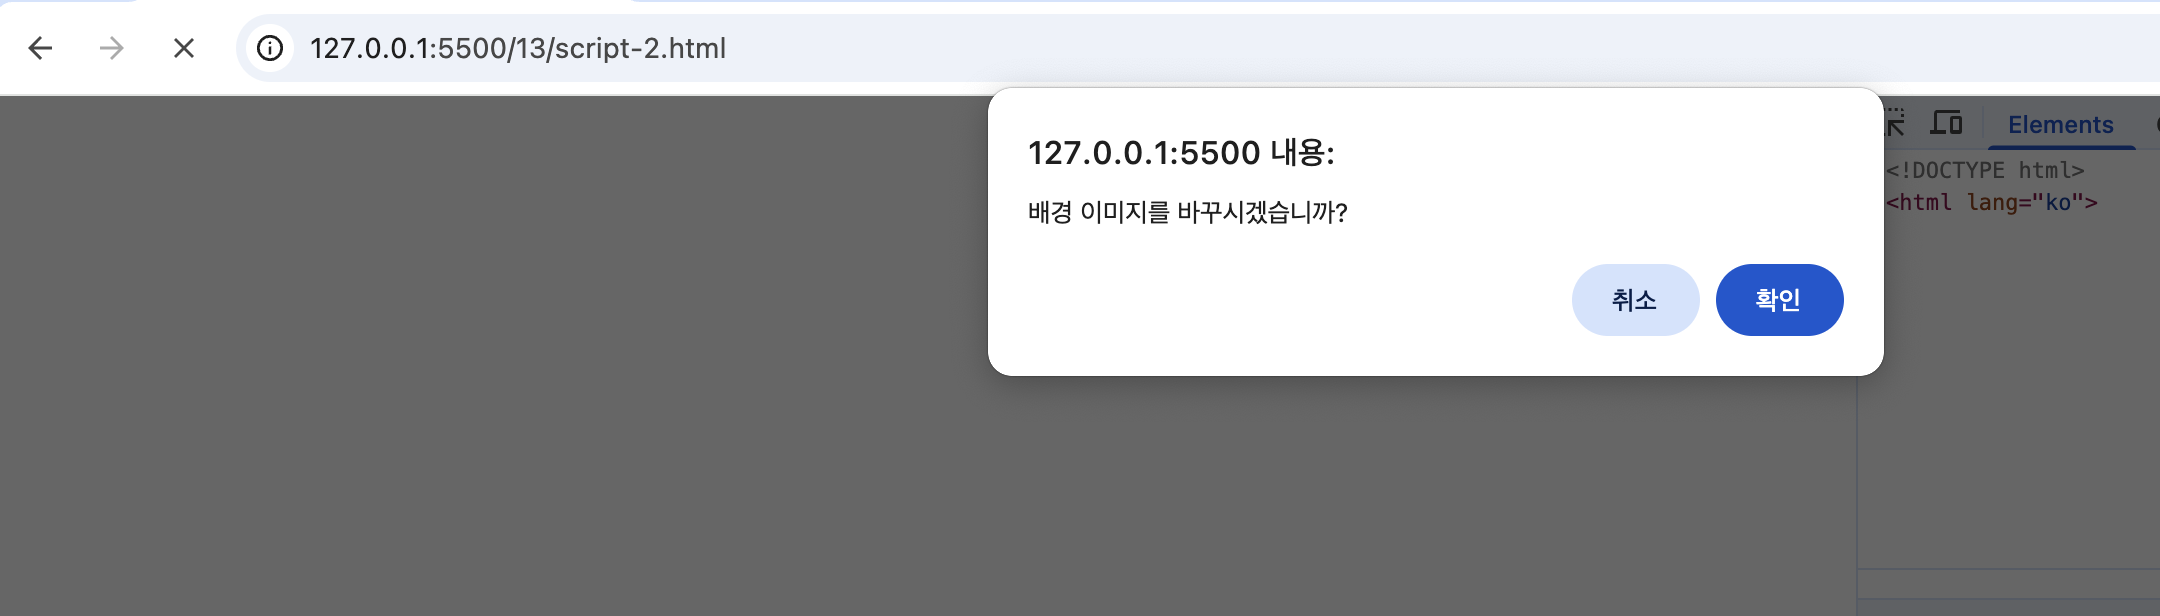 127.0.0.1:5500/13/script-2.html
127.0.0.1:5500 내용:
배경 이미지를 바꾸시겠습니까?
취소
확인
Elements
<!DOCTYPE html>
<html lang="ko">